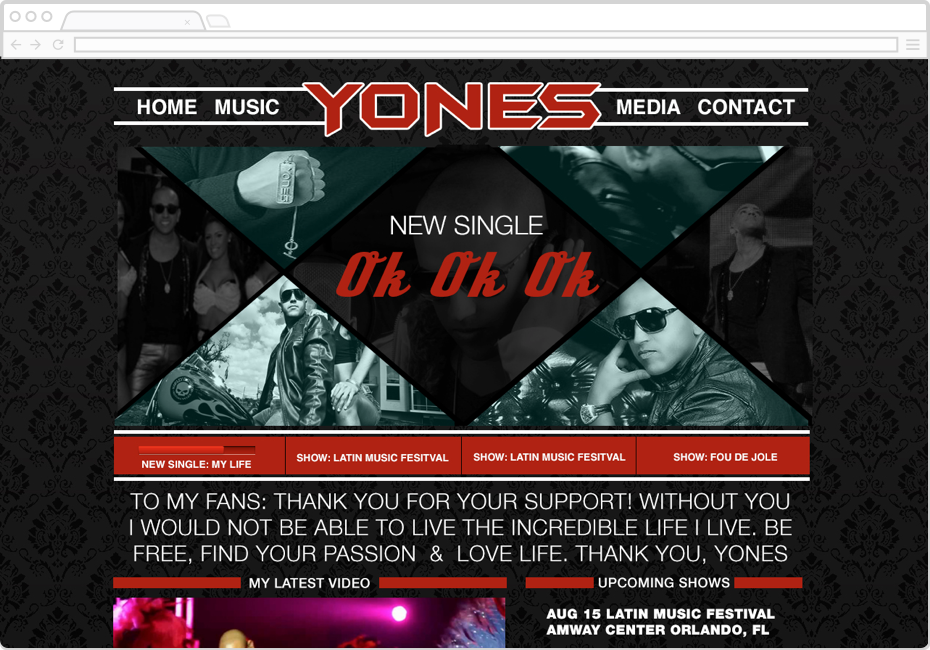 HOME MUSIC YONES MEDIA CONTACT
NEW SINGLE
Ok Ok Ok
NEW SINGLE: MY LIFE
SHOW: LATIN MUSIC FESITVAL
SHOW: LATIN MUSIC FESITVAL
SHOW: FOU DE JOLE
TO MY FANS: THANK YOU FOR YOUR SUPPORT! WITHOUT YOU
I WOULD NOT BE ABLE TO LIVE THE INCREDIBLE LIFE I LIVE. BE
FREE, FIND YOUR PASSION & LOVE LIFE. THANK YOU, YONES
MY LATEST VIDEO
UPCOMING SHOWS
AUG 15 LATIN MUSIC FESTIVAL
AMWAY CENTER ORLANDO, FL